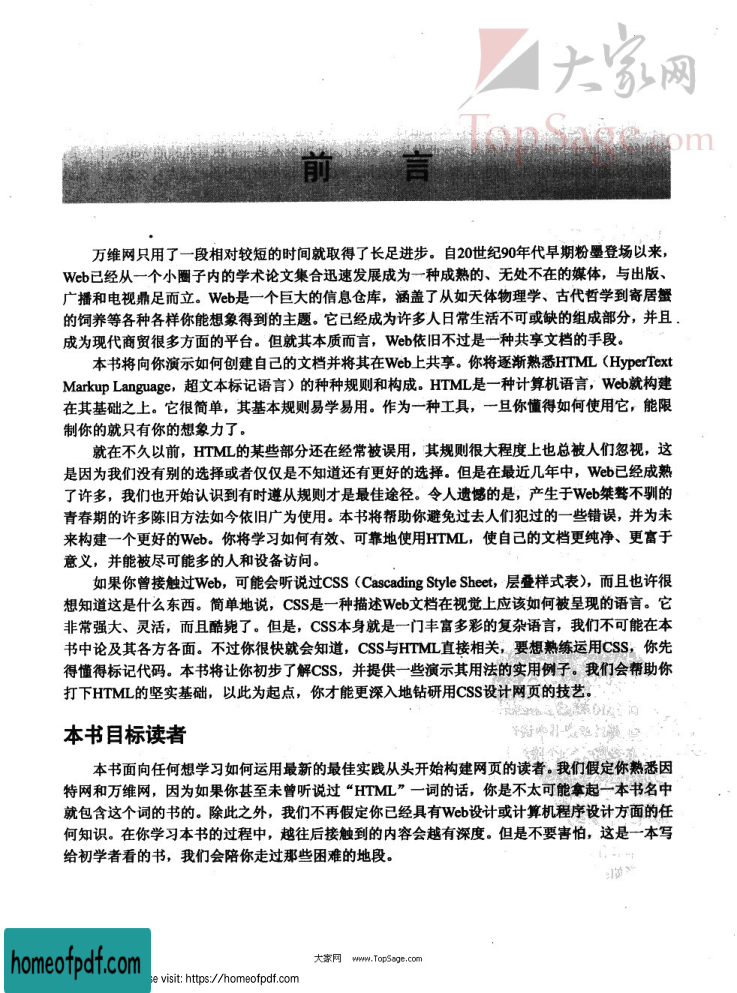 大家网
TopSage.com
前 言
万维网只用了一段相对较短的时间就取得了长足进步。自20世纪90年代早期粉墨登场以来，
Web已经从一个小圈子内的学术论文集合迅速发展成为一种成熟的、无处不在的媒体，与出版、
广播和电视鼎足而立。Web是一个巨大的信息仓库，涵盖了从如天体物理学、古代哲学到寄居蟹
的饲养等各种各样你能想象得到的主题。它已经成为许多人日常生活不可或缺的组成部分，并且
成为现代商贸很多方面的平台。但就其本质而言，Web依旧不过是一种共享文档的手段。
本书将向你演示如何创建自己的文档并将其在Web上共享。你将逐渐熟悉HTML（HyperText
Markup Language，超文本标记语言）的种种规则和构成。HTML是一种计算机语言，Web就构建
在其基础之上。它很简单，其基本规则易学易用。作为一种工具，一旦你懂得如何使用它，能限
制你的就只有你的想象力了。
就在不久以前，HTML的某些部分还在经常被误用，其规则很大程度上也总被人们忽视，这
是因为我们没有别的选择或者仅仅是不知道还有更好的选择。但是在最近几年中，Web已经成熟
了许多，我们也开始认识到有时遵从规则才是最佳途径。令人遗憾的是，产生于Web桀骜不驯的
青春期的许多陈旧方法如今依旧广为使用。本书将帮助你避免过去人们犯过的一些错误，并为未
来构建一个更好的Web。你将学习如何有效、可靠地使用HTML，使自己的文档更纯净、更富于
意义，并能被尽可能多的人和设备访问。
如果你曾接触过Web，可能会听说过CSS（Cascading Style Sheet，层叠样式表），而且也许很
想知道这是什么东西。简单地说，CSS是一种描述Web文档在视觉上应该如何被呈现的语言。它
非常强大、灵活，而且酷毙了。但是，CSS本身就是一门丰富多彩的复杂语言，我们不可能在本
书中论及其各方各面。不过你很快就会知道，CSS与HTML直接相关，要想熟练运用CSS，你先
得懂得标记代码。本书将让你初步了解CSS，并提供一些演示其用法的实用例子。我们会帮助你
打下HTML的坚实基础，以此为起点，你才能更深入地钻研用CSS设计网页的技艺。
本书目标读者
本书面向任何想学习如何运用最新的最佳实践从头开始构建网页的读者。我们假定你熟悉因
特网和万维网，因为如果你甚至未曾听说过“HTML”一词的话，你是不太可能拿起一本书名中
就包含这个词的书的。除此之外，我们不再假定你已经具有Web设计或计算机程序设计方面的任
何知识。在你学习本书的过程中，越往后接触到的内容会越有深度。但是不要害怕，这是一本写
给初学者看的书，我们会陪你走过那些困难的地段。
大家网 www.TopSage.com
homeofpdf.com
se visit: https://homeofpdf.com